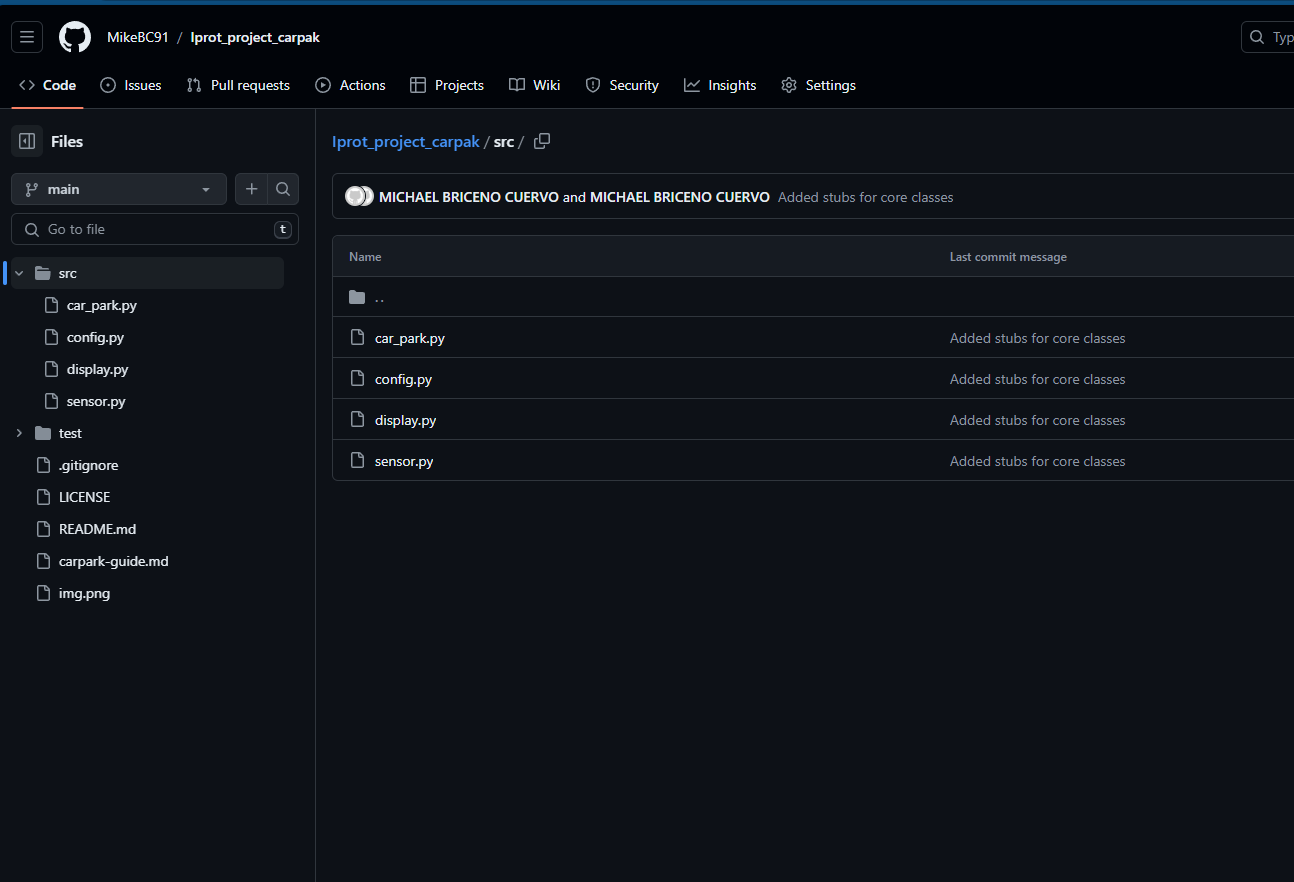 MikeBC91 / Iprot_project_carpak
Typ
Code Issues Pull requests Actions Projects Wiki Security Insights Settings
Files
main
Go to file t
src
car_park.py
config.py
display.py
sensor.py
test
.gitignore
LICENSE
README.md
carpark-guide.md
img.png
Iprot_project_carpak / src /
MICHAEL BRICENO CUERVO and MICHAEL BRICENO CUERVO Added stubs for core classes
Name Last commit message
..
car_park.py Added stubs for core classes
config.py Added stubs for core classes
display.py Added stubs for core classes
sensor.py Added stubs for core classes